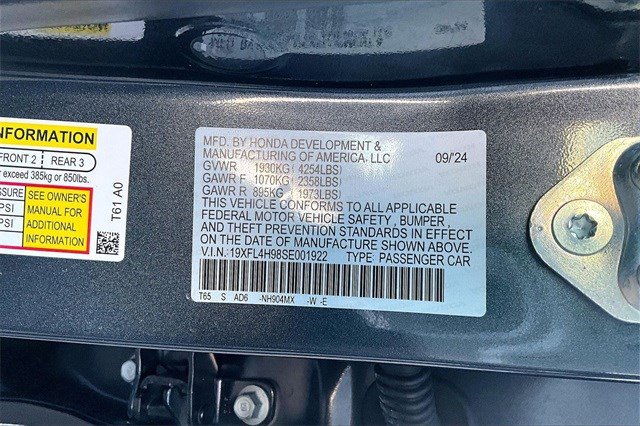 INFORMATION
FRONT 2 | REAR 3
exceed 385kg or 850lbs.
SEE OWNER'S
MANUAL FOR
ADDITIONAL
INFORMATION
PSI
PSI
T61 A0
MFD. BY HONDA DEVELOPMENT &
MANUFACTURING OF AMERICA, LLC 09/'24
GVWR 1930KG( 4254LBS)
GAWR F 1070KG( 2358LBS)
GAWR R 895KG( 1973LBS)
THIS VEHICLE CONFORMS TO ALL APPLICABLE
FEDERAL MOTOR VEHICLE SAFETY , BUMPER ,
AND THEFT PREVENTION STANDARDS IN EFFECT
ON THE DATE OF MANUFACTURE SHOWN ABOVE.
V.I.N.: 19XFL4H98SE001922 TYPE: PASSENGER CAR
T65 S AD6 -NH904MX -W -E